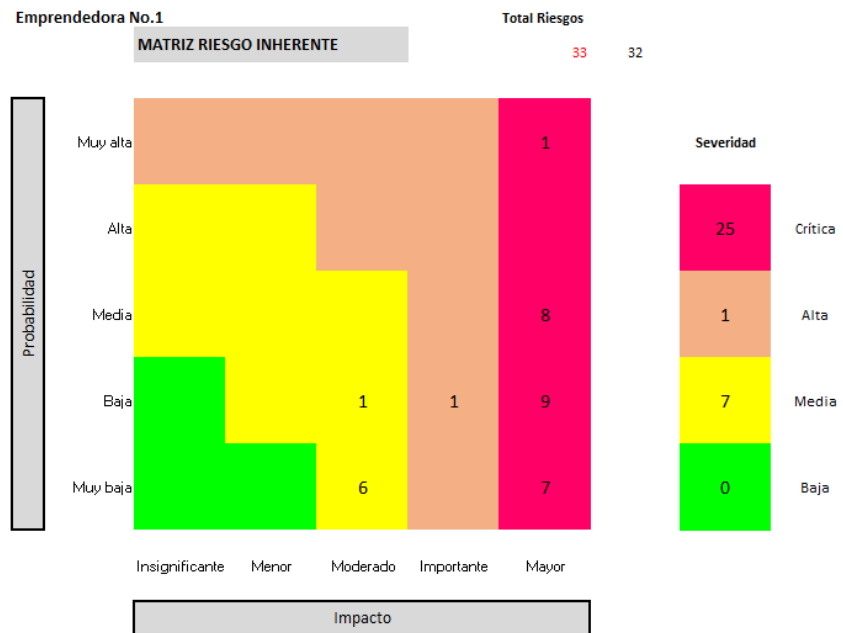 Emprendedora No.1
Total Riesgos
MATRIZ RIESGO INHERENTE
33 32
Probabilidad
Muy alta 1
Alta
Media 8
Baja 1 1 9
Muy baja 6 7
Insignificante Menor Moderado Importante Mayor
Impacto
Severidad
25 Crítica
1 Alta
7 Media
0 Baja